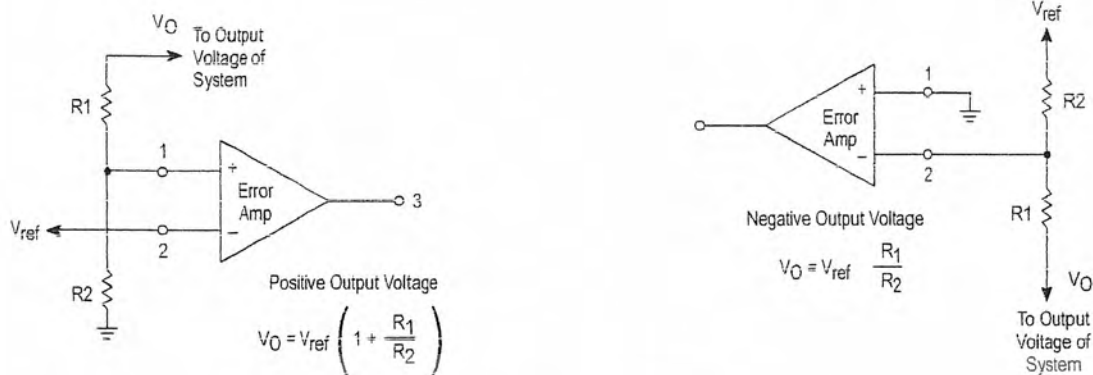 VO
To Output
Voltage of
System
R1
1
+
Error
Amp
3
Vref
−
2
R2
Positive Output Voltage
VO = Vref ( 1 + R1 / R2 )
Vref
1
+
R2
Error
Amp
−
2
R1
Negative Output Voltage
VO = Vref R1 / R2
VO
To Output
Voltage of
System